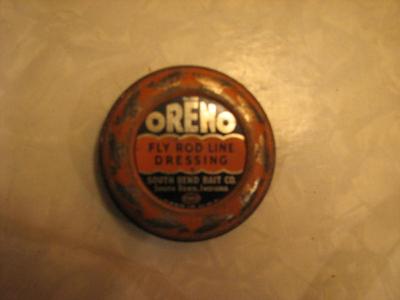 ORENO
FLY ROD LINE
DRESSING
SOUTH BEND BAIT CO.
South Bend, Indiana